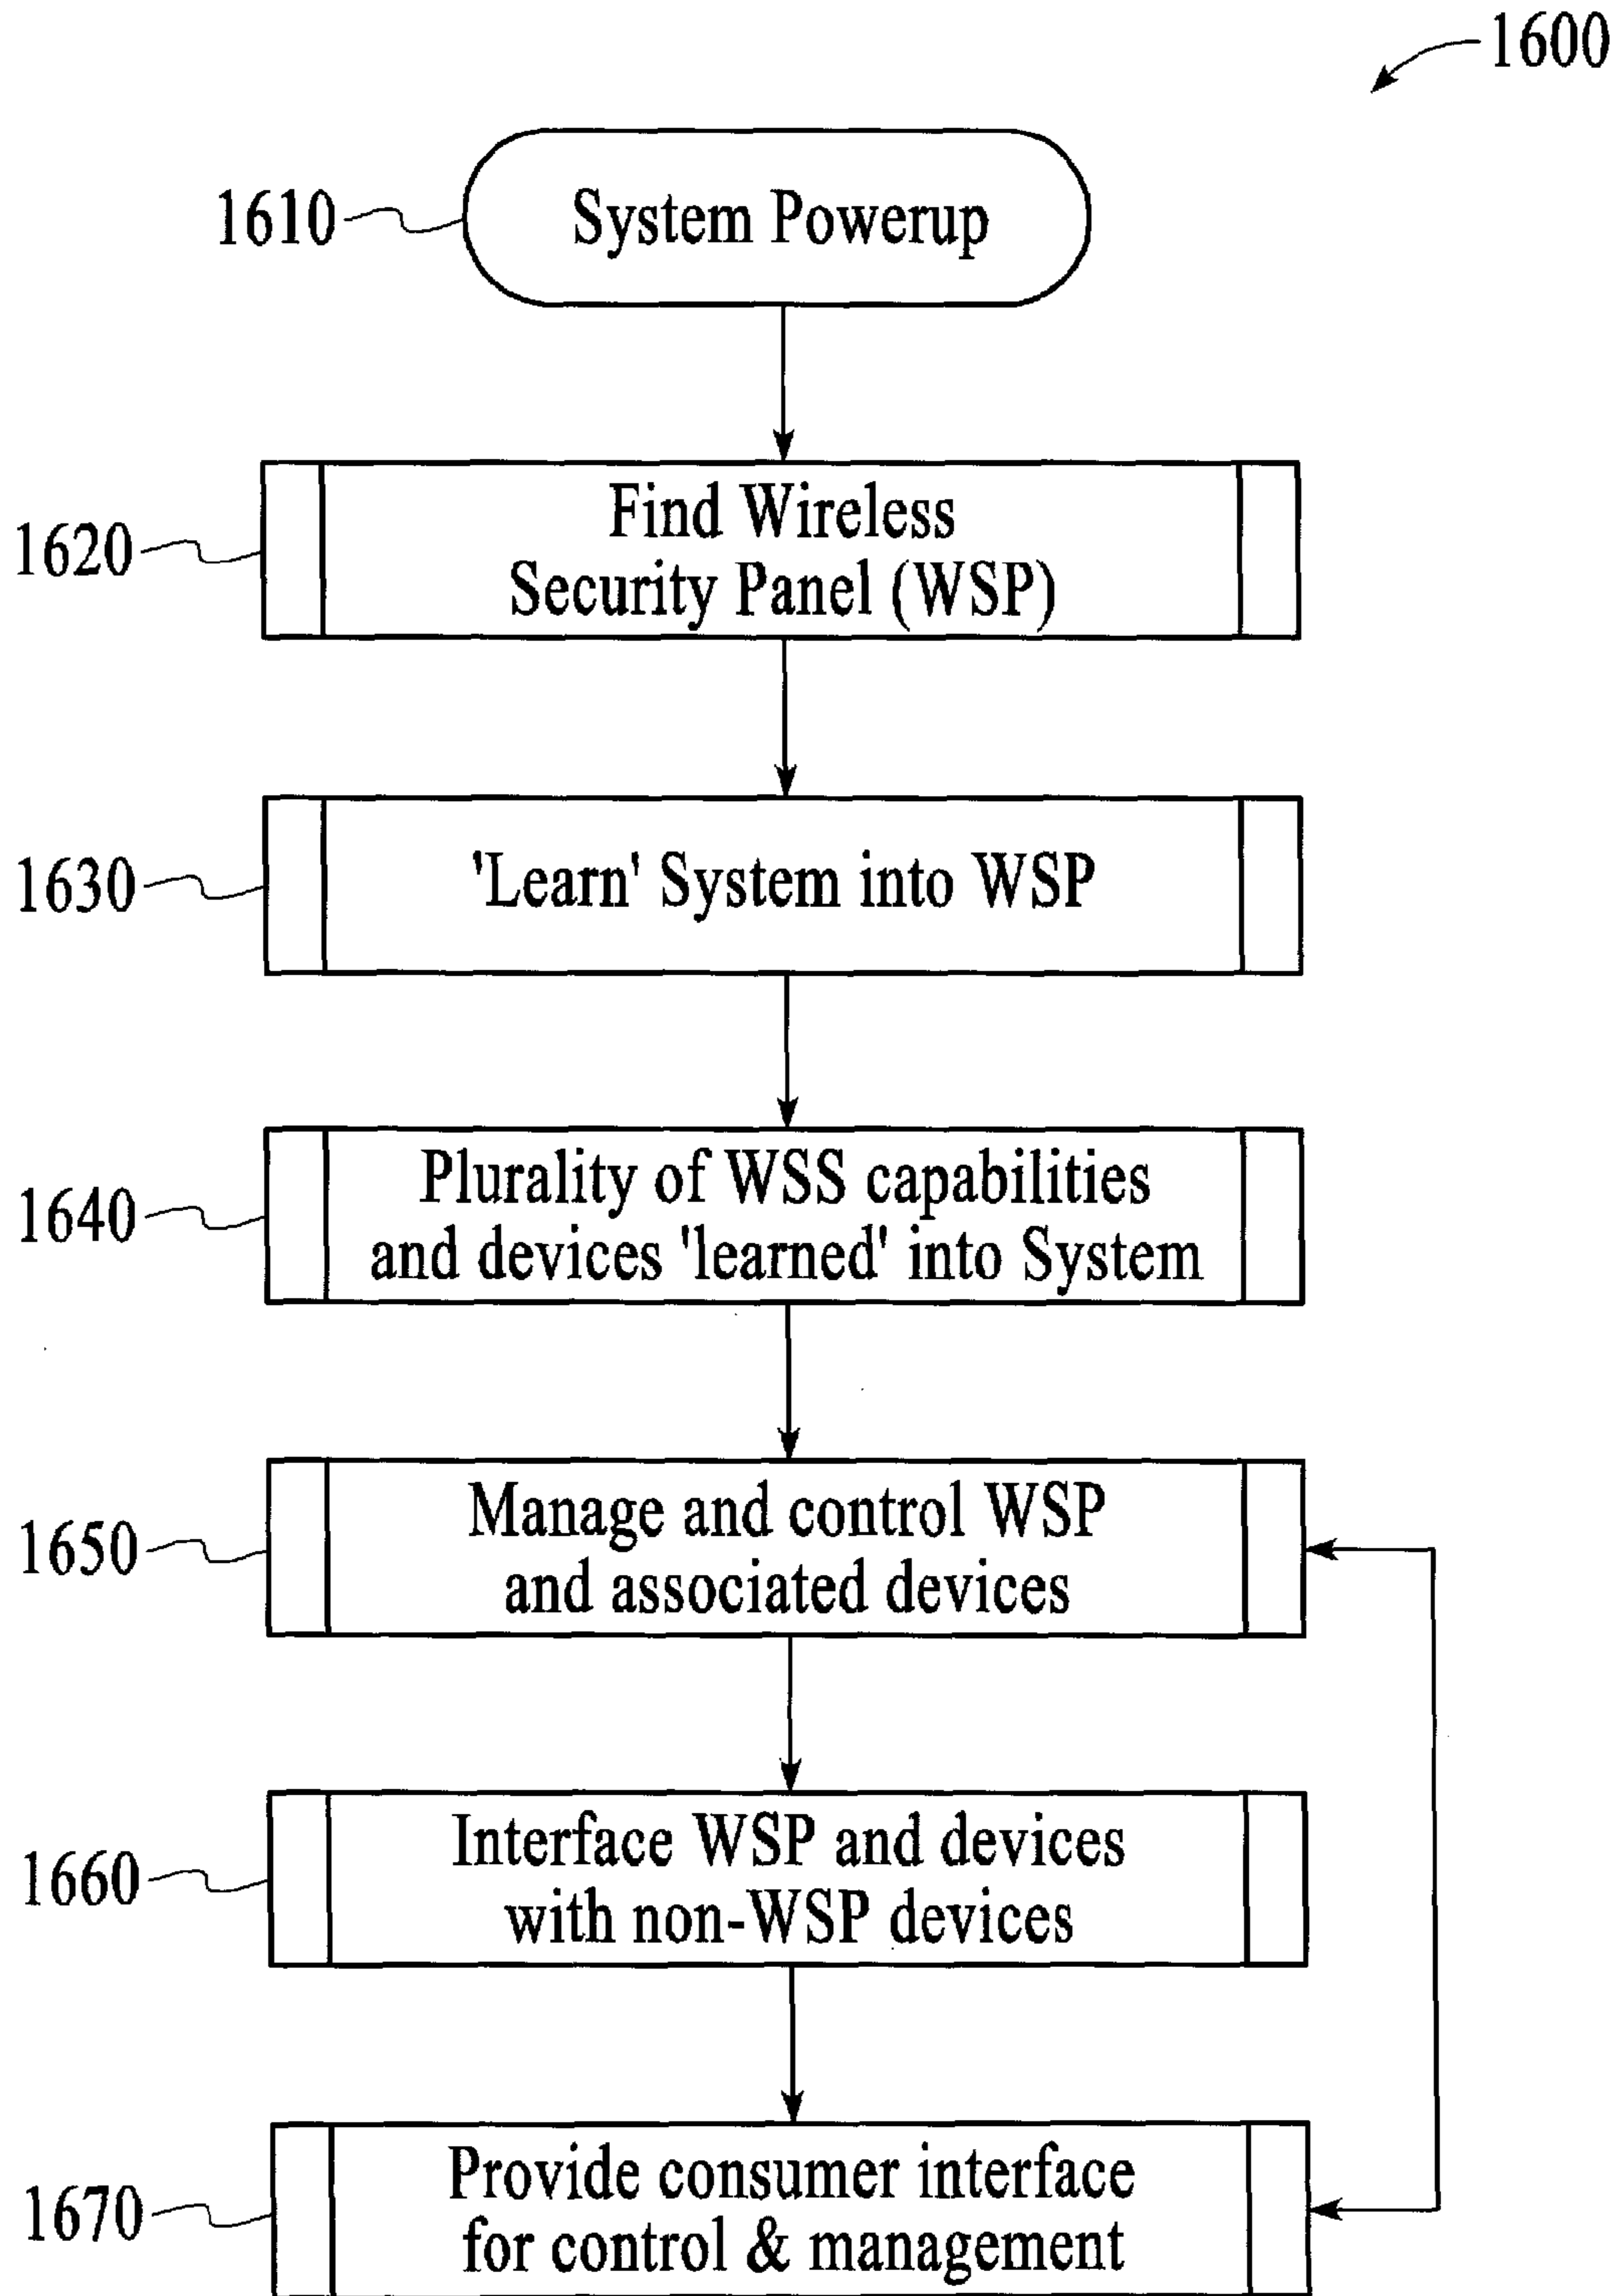 1600
1610
System Powerup
1620
Find Wireless
Security Panel (WSP)
1630
'Learn' System into WSP
1640
Plurality of WSS capabilities
and devices 'learned' into System
1650
Manage and control WSP
and associated devices
1660
Interface WSP and devices
with non-WSP devices
1670
Provide consumer interface
for control & management